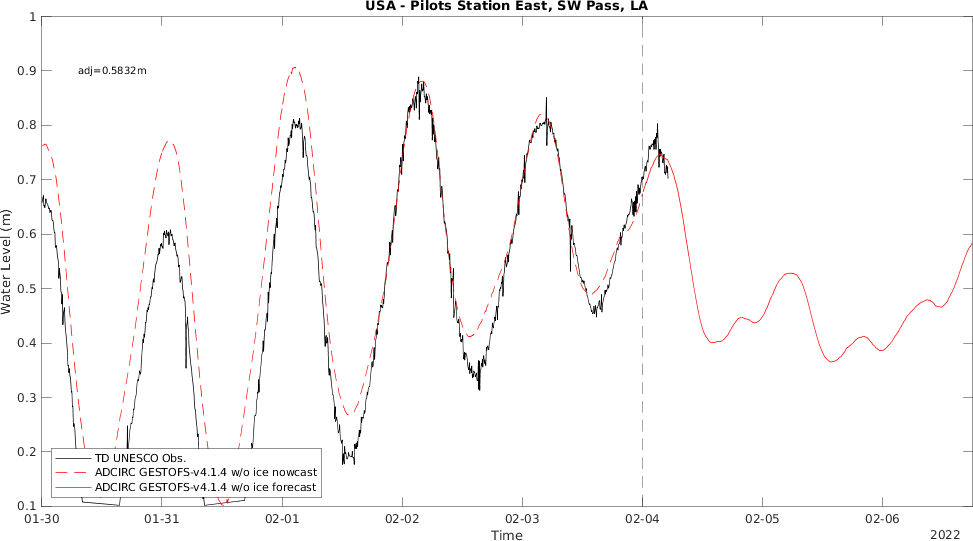 USA - Pilots Station East, SW Pass, LA
adj=0.5832m
Water Level (m)
1
0.9
0.8
0.7
0.6
0.5
0.4
0.3
0.2
0.1
TD UNESCO Obs.
ADCIRC GESTOFS-v4.1.4 w/o ice nowcast
ADCIRC GESTOFS-v4.1.4 w/o ice forecast
01-30 01-31 02-01 02-02 02-03 02-04 02-05 02-06
Time
2022